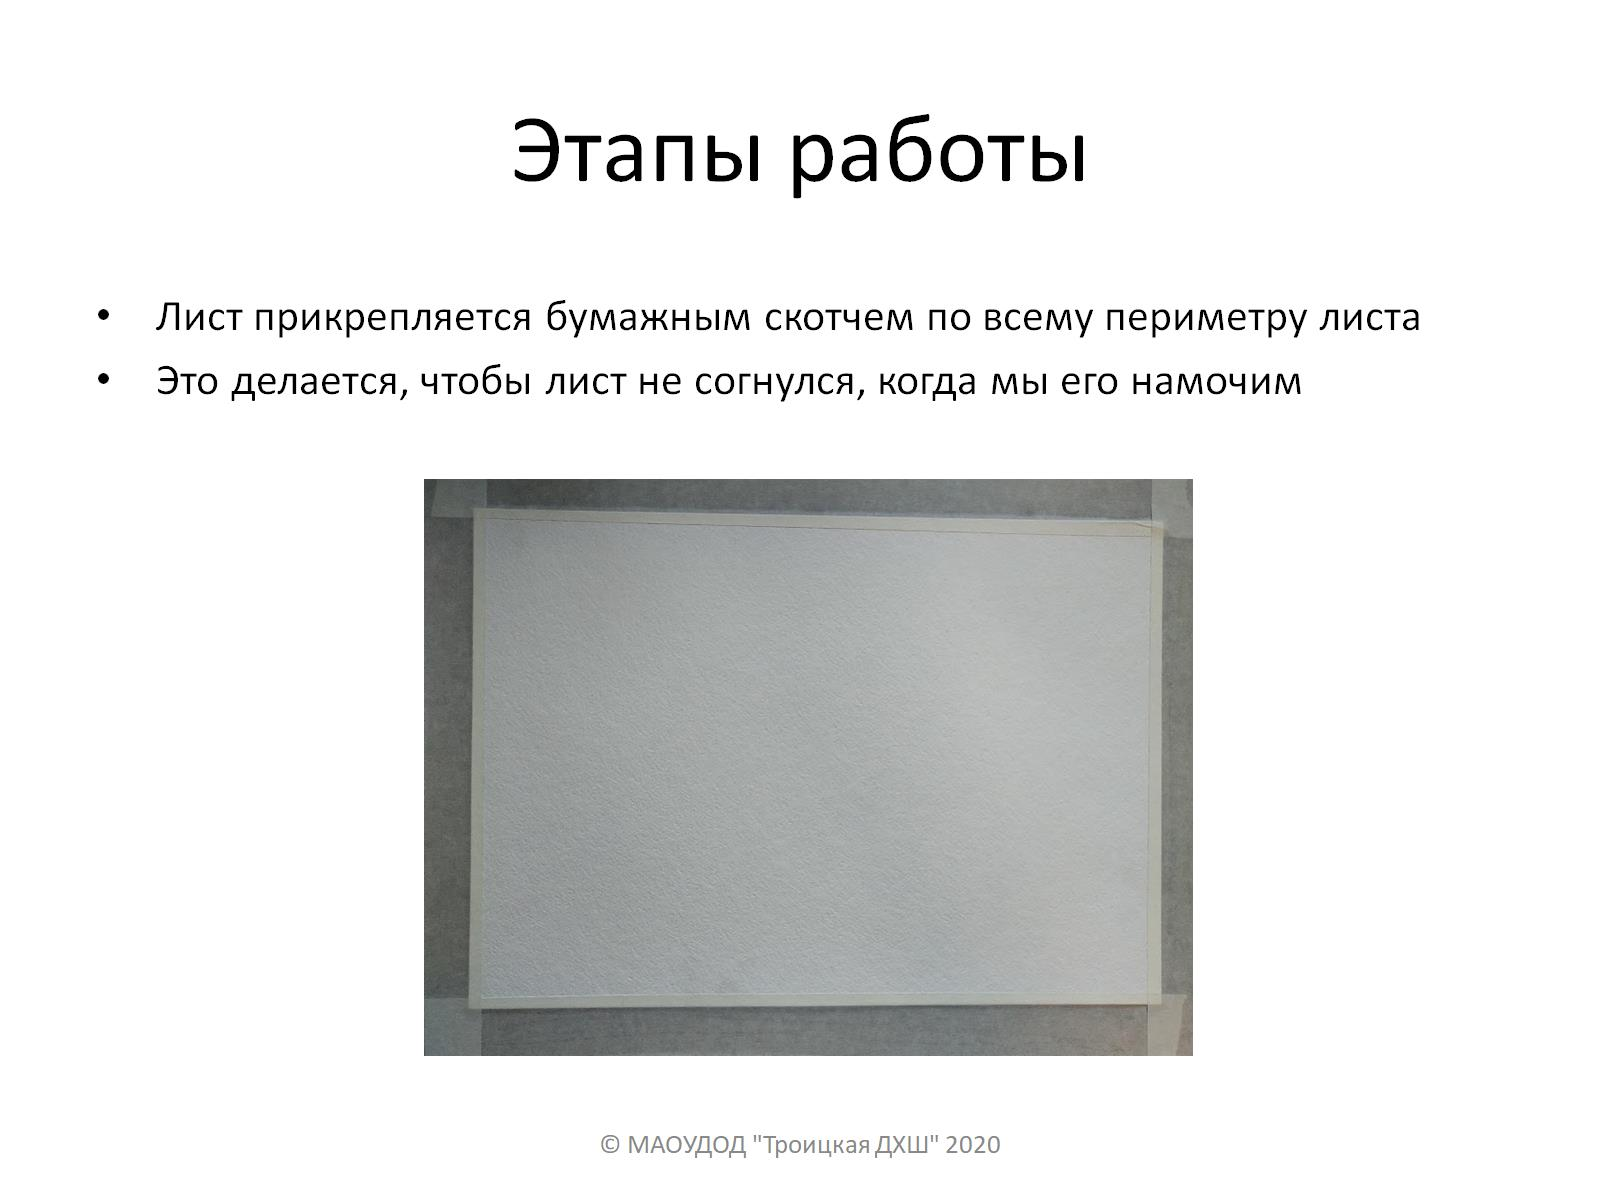 Этапы работы
• Лист прикрепляется бумажным скотчем по всему периметру листа
• Это делается, чтобы лист не согнулся, когда мы его намочим
© МАОУДОД "Троицкая ДХШ" 2020